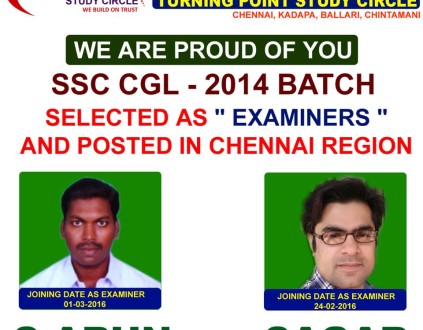 STUDY CIRCLE
WE BUILD ON TRUST
TURNING POINT STUDY CIRCLE
CHENNAI, KADAPA, BALLARI, CHINTAMANI
WE ARE PROUD OF YOU
SSC CGL - 2014 BATCH
SELECTED AS " EXAMINERS "
AND POSTED IN CHENNAI REGION
JOINING DATE AS EXAMINER
01-03-2016
JOINING DATE AS EXAMINER
24-02-2016